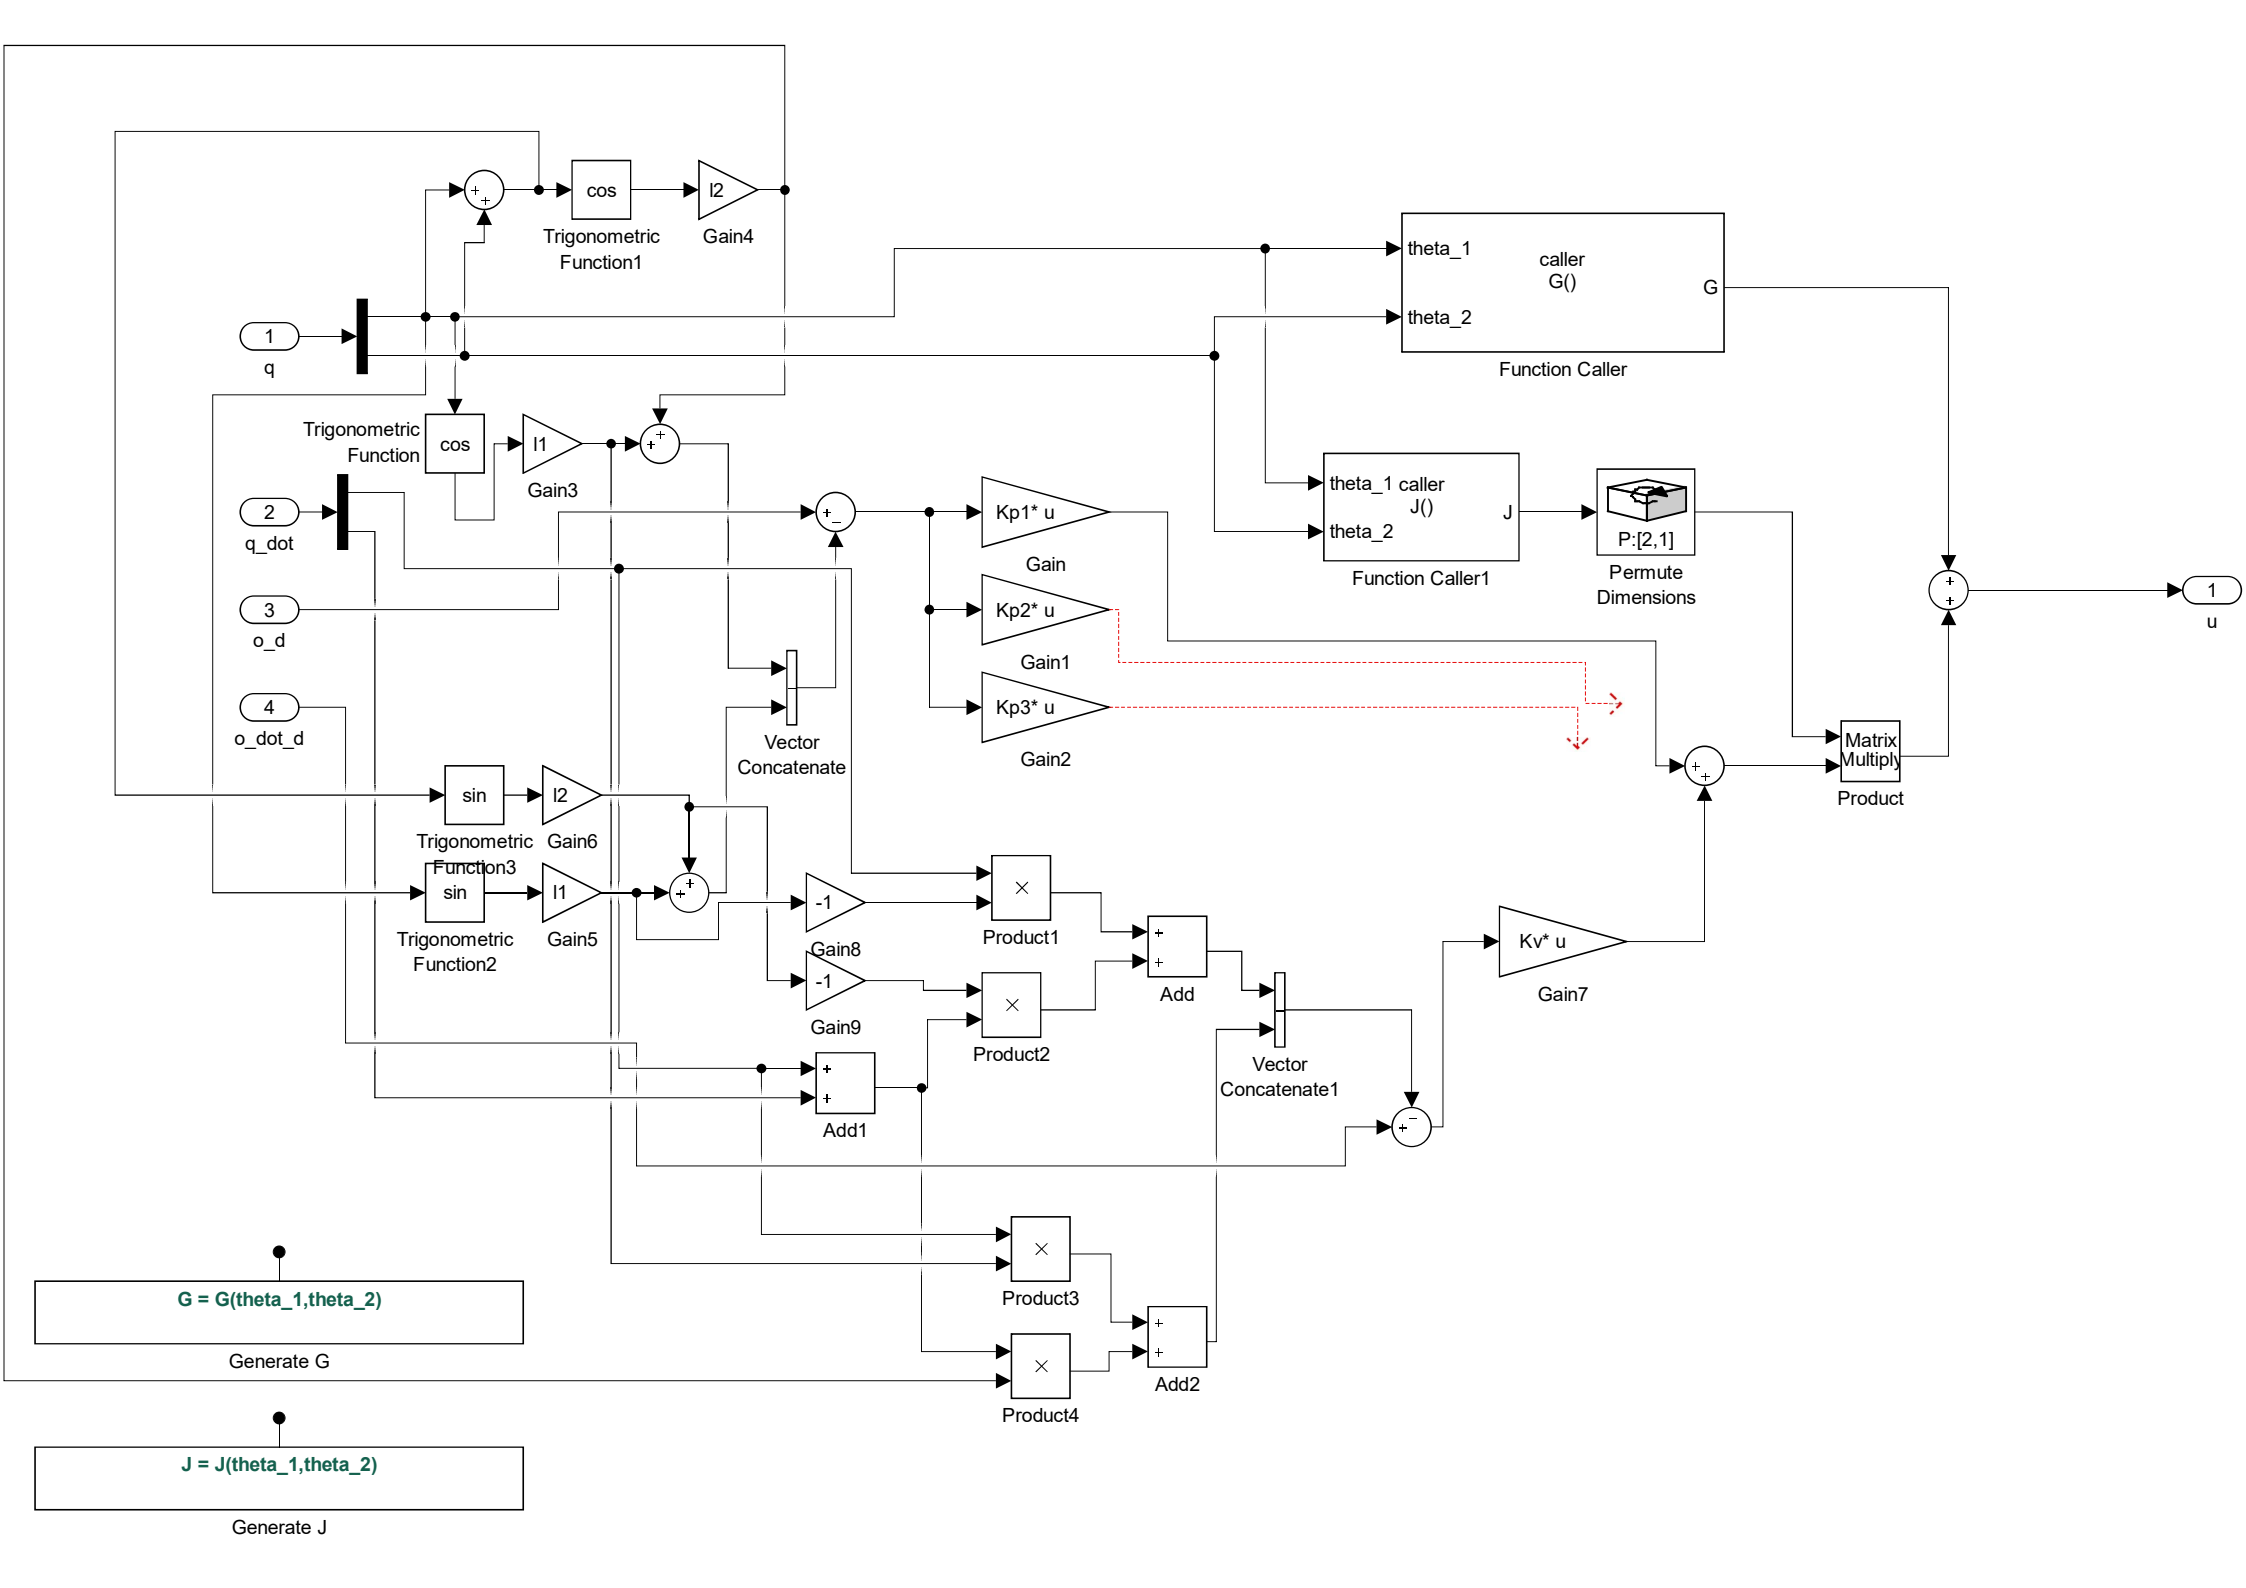 cos
l2
Trigonometric
Function1
Gain4
theta_1
caller
G()
G
theta_2
Function Caller
1
q
Trigonometric
Function
cos
l1
Gain3
2
q_dot
Kp1* u
Gain
theta_1
caller
J()
J
theta_2
Function Caller1
P:[2,1]
Permute
Dimensions
1
u
3
o_d
Kp2* u
Gain1
4
o_dot_d
Kp3* u
Gain2
Vector
Concatenate
Matrix
Multiply
Product
sin
Trigonometric
Function3
l2
Gain6
sin
Trigonometric
Function2
l1
Gain5
-1
Gain8
-1
Gain9
Product1
Product2
Add
Vector
Concatenate1
Kv* u
Gain7
Add1
Product3
Product4
Add2
G = G(theta_1,theta_2)
Generate G
J = J(theta_1,theta_2)
Generate J